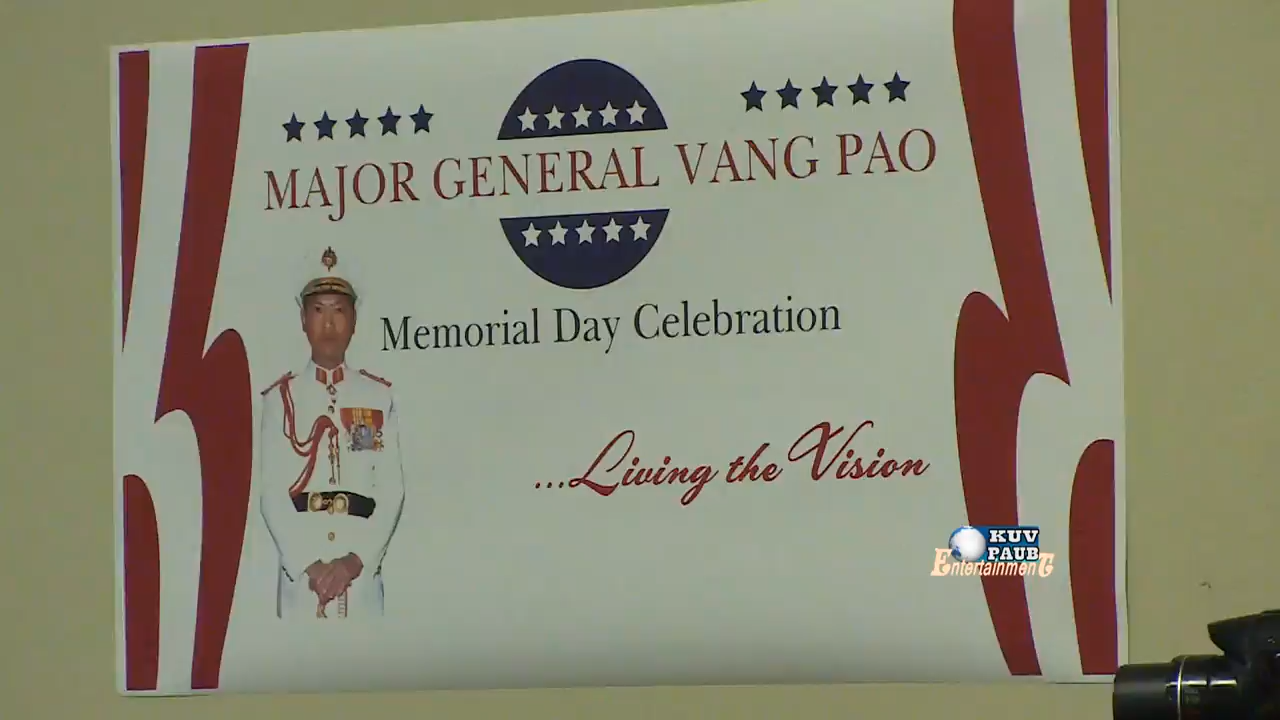 MAJOR GENERAL VANG PAO
Memorial Day Celebration
...Living the Vision
KUV
PAUB
Entertainment